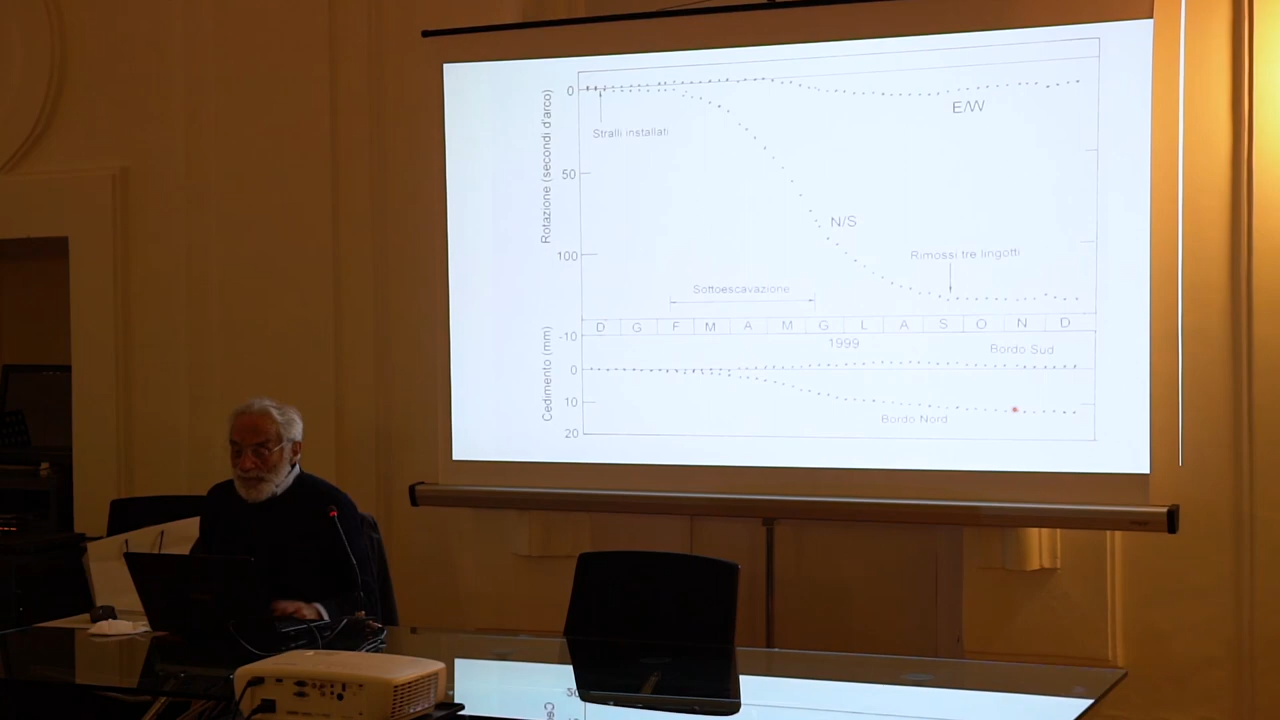 Rotazione (secondi d'arco)
0
50
100
Stralli installati
E/W
N/S
Rimossi tre lingotti
Sottoescavazione
D G F M A M G L A S O N D
1999
Cedimento (mm)
-10
0
10
20
Bordo Sud
Bordo Nord